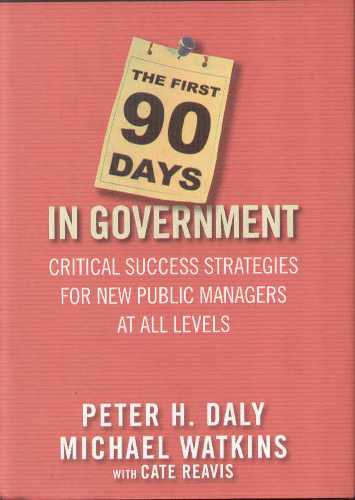 THE FIRST
90
DAYS
IN GOVERNMENT
CRITICAL SUCCESS STRATEGIES
FOR NEW PUBLIC MANAGERS
AT ALL LEVELS
PETER H. DALY
MICHAEL WATKINS
WITH CATE REAVIS